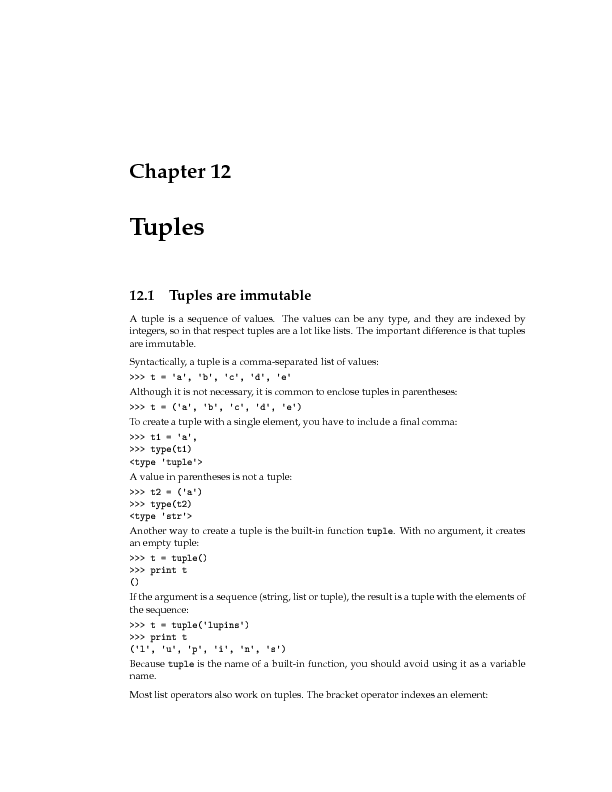 Chapter 12
Tuples
12.1 Tuples are immutable
A tuple is a sequence of values. The values can be any type, and they are indexed by
integers, so in that respect tuples are a lot like lists. The important difference is that tuples
are immutable.
Syntactically, a tuple is a comma-separated list of values:
>>> t = 'a', 'b', 'c', 'd', 'e'
Although it is not necessary, it is common to enclose tuples in parentheses:
>>> t = ('a', 'b', 'c', 'd', 'e')
To create a tuple with a single element, you have to include a final comma:
>>> t1 = 'a',
>>> type(t1)
<type 'tuple'>
A value in parentheses is not a tuple:
>>> t2 = ('a')
>>> type(t2)
<type 'str'>
Another way to create a tuple is the built-in function tuple. With no argument, it creates
an empty tuple:
>>> t = tuple()
>>> print t
()
If the argument is a sequence (string, list or tuple), the result is a tuple with the elements of
the sequence:
>>> t = tuple('lupins')
>>> print t
('l', 'u', 'p', 'i', 'n', 's')
Because tuple is the name of a built-in function, you should avoid using it as a variable
name.
Most list operators also work on tuples. The bracket operator indexes an element: